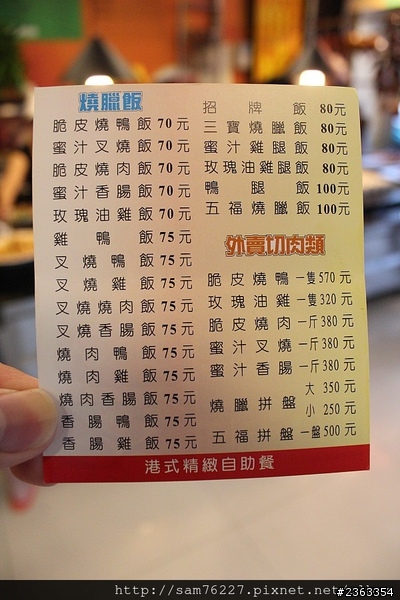 燒臘飯
脆皮燒鴨飯 70元
蜜汁叉燒飯 70元
脆皮燒肉飯 70元
蜜汁香腸飯 70元
玫瑰油雞飯 70元
雞鴨飯 75元
叉燒鴨飯 75元
叉燒雞飯 75元
叉燒燒肉飯 75元
叉燒香腸飯 75元
燒肉鴨飯 75元
燒肉雞飯 75元
燒肉香腸飯 75元
香腸鴨飯 75元
香腸雞飯 75元
招牌飯 80元
三寶燒臘飯 80元
蜜汁雞腿飯 80元
玫瑰油雞腿飯 80元
鴨腿飯 100元
五福燒臘飯 100元
外賣切肉類
脆皮燒鴨 一隻570元
玫瑰油雞 一隻320元
脆皮燒肉 一斤380元
蜜汁叉燒 一斤380元
蜜汁香腸 一斤380元
燒臘拼盤 大 350元
小 250元
五福拼盤 一盤500元
港式精緻自助餐
http://sam76227.pixnet.net/
#2363354